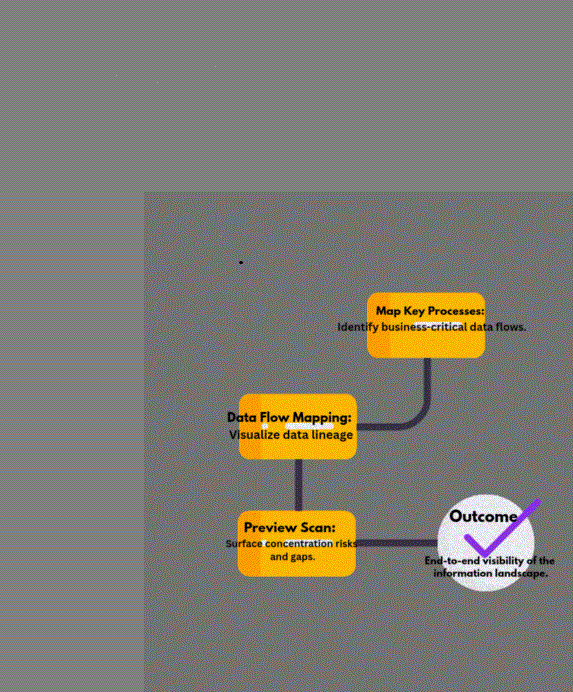 Map Key Processes:
Identify business-critical data flows.
Data Flow Mapping:
Visualize data lineage
Preview Scan:
Surface concentration risks
and gaps.
Outcome
End-to-end visibility of the
information landscape.